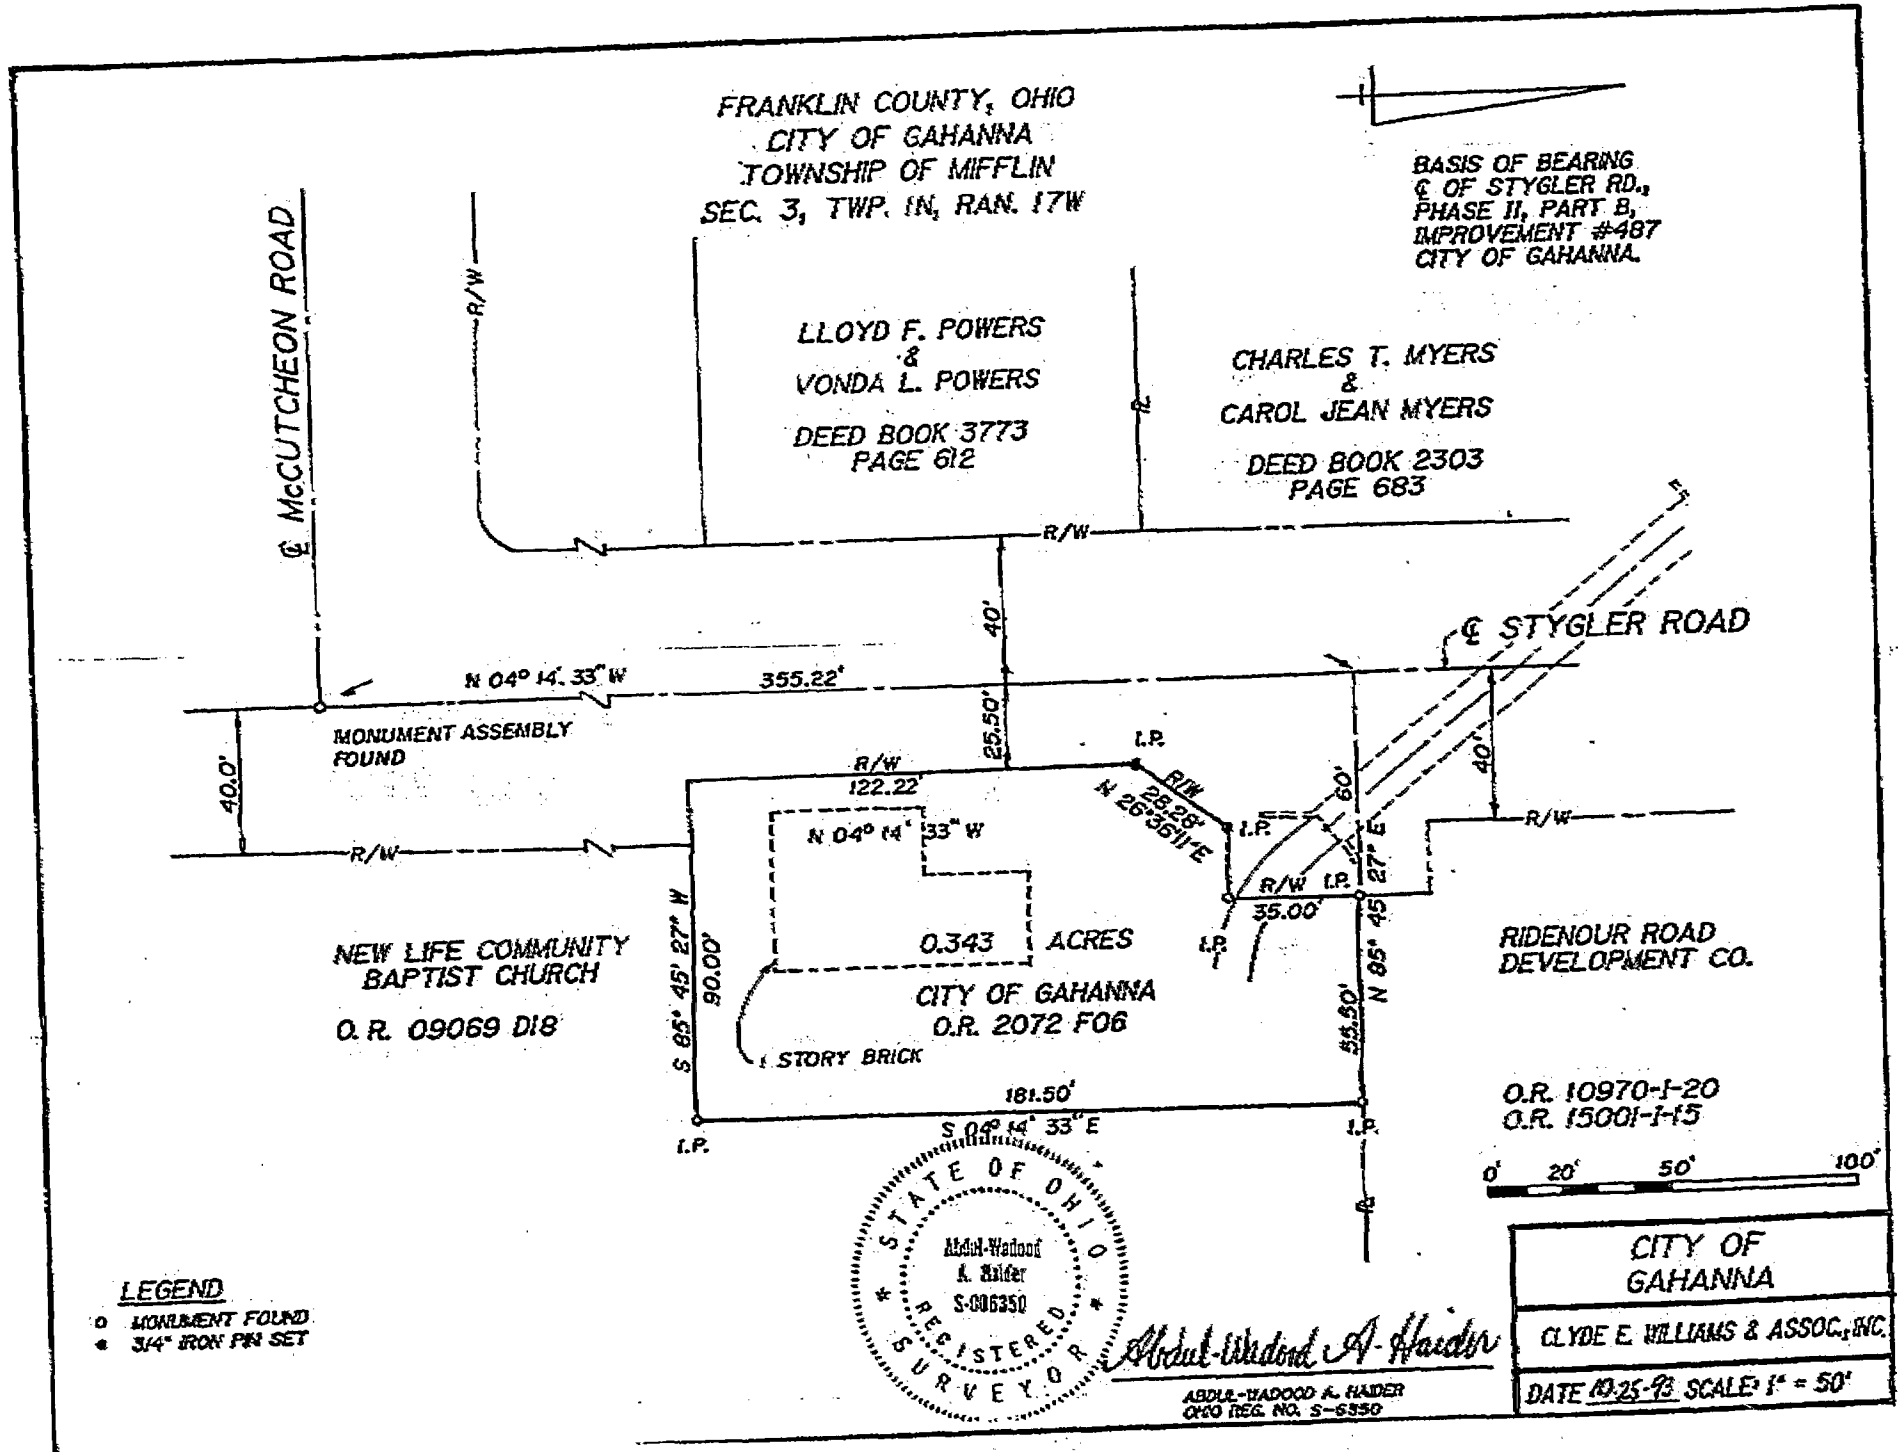 FRANKLIN COUNTY, OHIO
CITY OF GAHANNA
TOWNSHIP OF MIFFLIN
SEC. 3, TWP. 1N, RAN. 17W
BASIS OF BEARING
℄ OF STYGLER RD.,
PHASE II, PART B,
IMPROVEMENT #487
CITY OF GAHANNA.
℄ McCUTCHEON ROAD
R/W
LLOYD F. POWERS
&
VONDA L. POWERS
DEED BOOK 3773
PAGE 612
CHARLES T. MYERS
&
CAROL JEAN MYERS
DEED BOOK 2303
PAGE 683
R/W
40'
℄ STYGLER ROAD
N 04° 14' 33" W
355.22'
MONUMENT ASSEMBLY
FOUND
40.0'
25.50'
I.P.
R/W
122.22'
R/W
28.28'
N 26°36'11"E
60'
40'
N 04° 14' 33" W
I.P.
R/W
R/W
R/W
I.P.
35.00'
I.P.
N 85° 45' 27" E
55.50'
S 85° 45' 27" W
90.00'
NEW LIFE COMMUNITY
BAPTIST CHURCH
O. R. 09069 D18
0.343 ACRES
CITY OF GAHANNA
O.R. 2072 F06
1 STORY BRICK
RIDENOUR ROAD
DEVELOPMENT CO.
O.R. 10970-I-20
O.R. 15001-I-15
181.50'
S 04° 14' 33" E
I.P.
I.P.
0' 20' 50' 100'
STATE OF OHIO
Abdul-Wadood
A. Haider
S-006350
REGISTERED
SURVEYOR
LEGEND
MONUMENT FOUND
3/4" IRON PIN SET
Abdul-Wadood A. Haider
ABDUL-WADOOD A. HAIDER
OHIO REG. NO. S-6350
CITY OF
GAHANNA
CLYDE E. WILLIAMS & ASSOC., INC.
DATE 10-25-93 SCALE: 1" = 50'